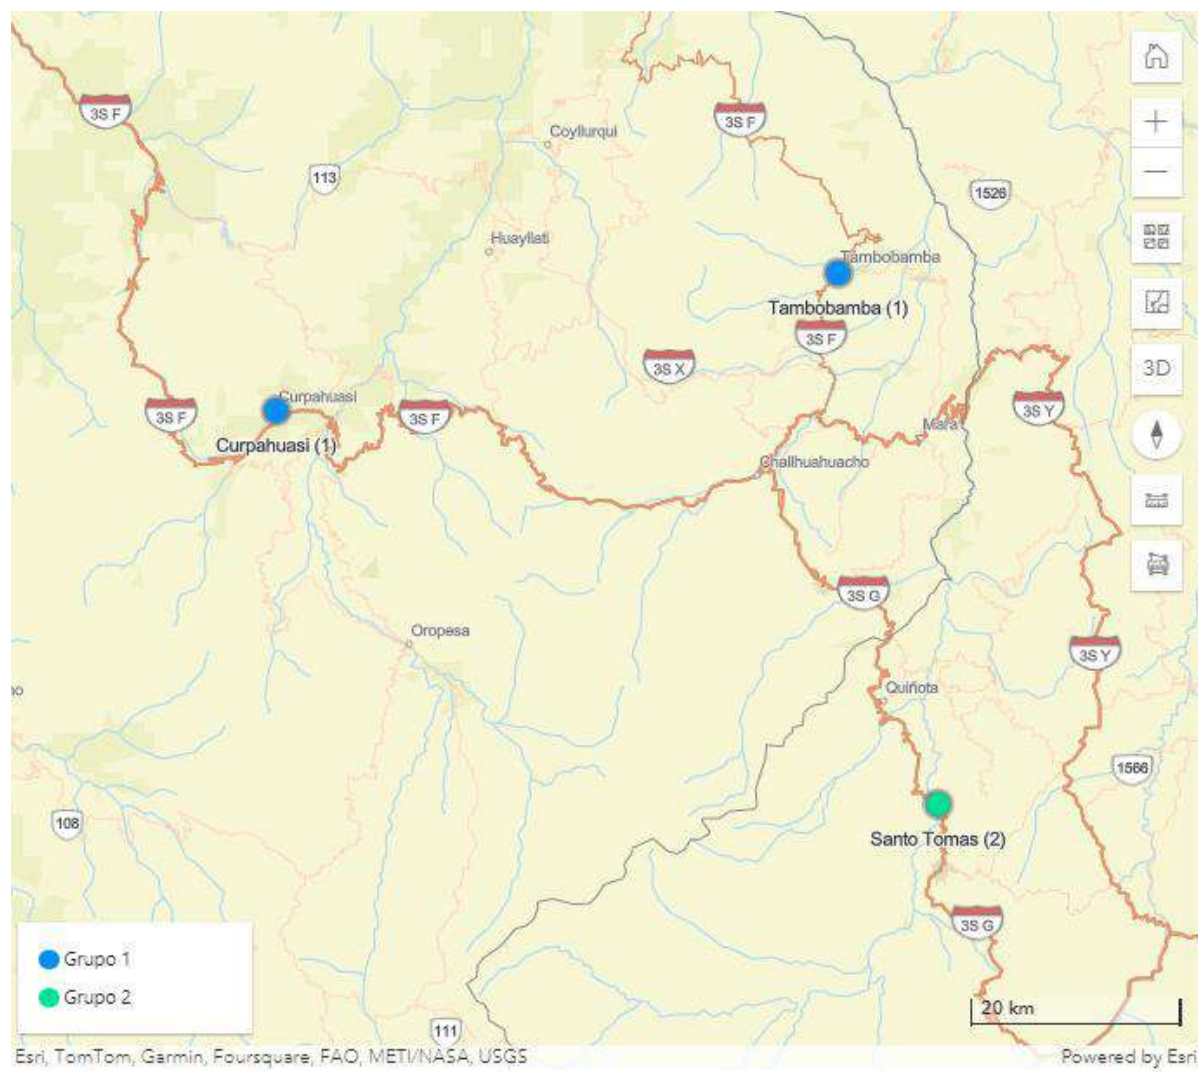 3S F
3S F
Coyllurqui
113
1526
Huayllati
Tambobamba
Tambobamba (1)
3S F
3S X
3D
Curpahuasi
3S F
3S F
3S Y
Curpahuasi (1)
Mara
Challhuahuacho
3S G
Oropesa
3S Y
Quiñota
1566
108
Santo Tomas (2)
3S G
Grupo 1
Grupo 2
20 km
111
Esri, TomTom, Garmin, Foursquare, FAO, METI/NASA, USGS
Powered by Esri